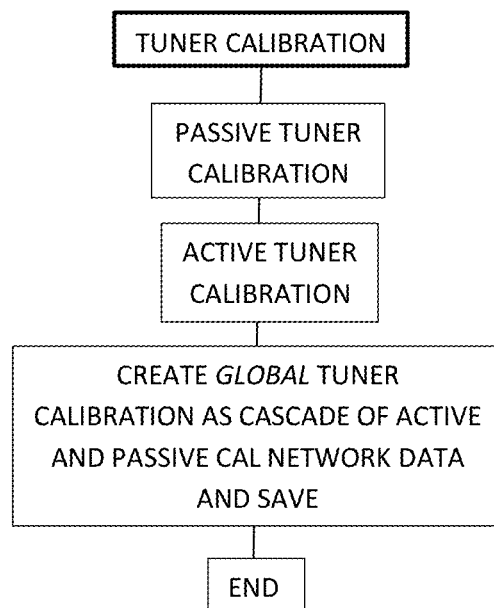 TUNER CALIBRATION
PASSIVE TUNER
CALIBRATION
ACTIVE TUNER
CALIBRATION
CREATE GLOBAL TUNER
CALIBRATION AS CASCADE OF ACTIVE
AND PASSIVE CAL NETWORK DATA
AND SAVE
END